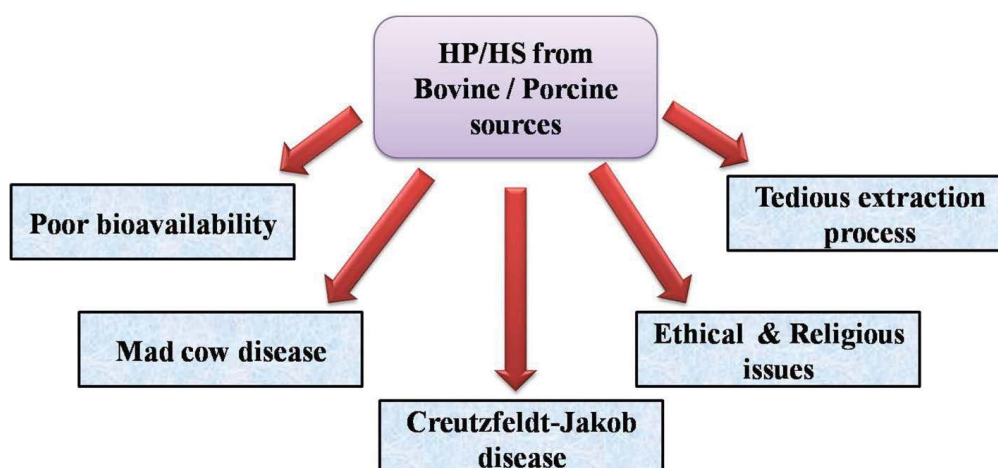 HP/HS from
Bovine / Porcine
sources
Poor bioavailability
Tedious extraction
process
Mad cow disease
Ethical & Religious
issues
Creutzfeldt-Jakob
disease